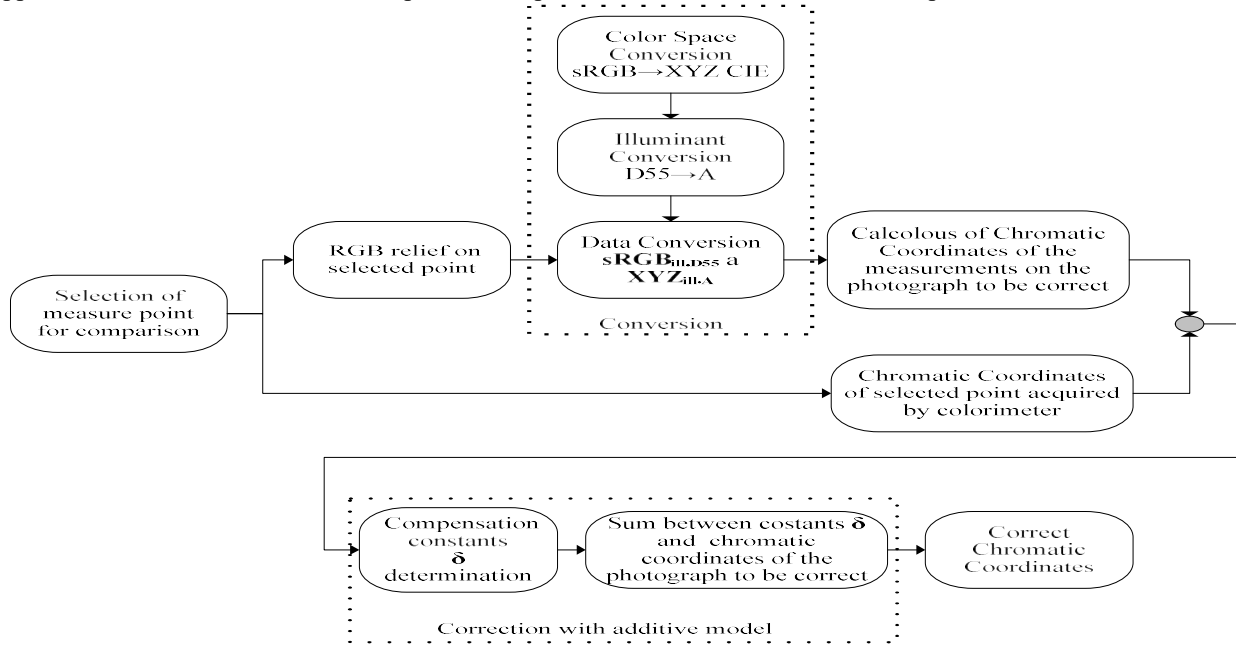 Color Space
Conversion
sRGB→XYZ CIE
Illuminant
Conversion
D55→A
RGB relief on
selected point
Data Conversion
sRGBill.D55 a
XYZill.A
Conversion
Calcolous of Chromatic
Coordinates of the
measurements on the
photograph to be correct
Selection of
measure point
for comparison
Chromatic Coordinates
of selected point acquired
by colorimeter
Compensation
constants
δ
determination
Sum between costants δ
and chromatic
coordinates of the
photograph to be correct
Correct
Chromatic
Coordinates
Correction with additive model